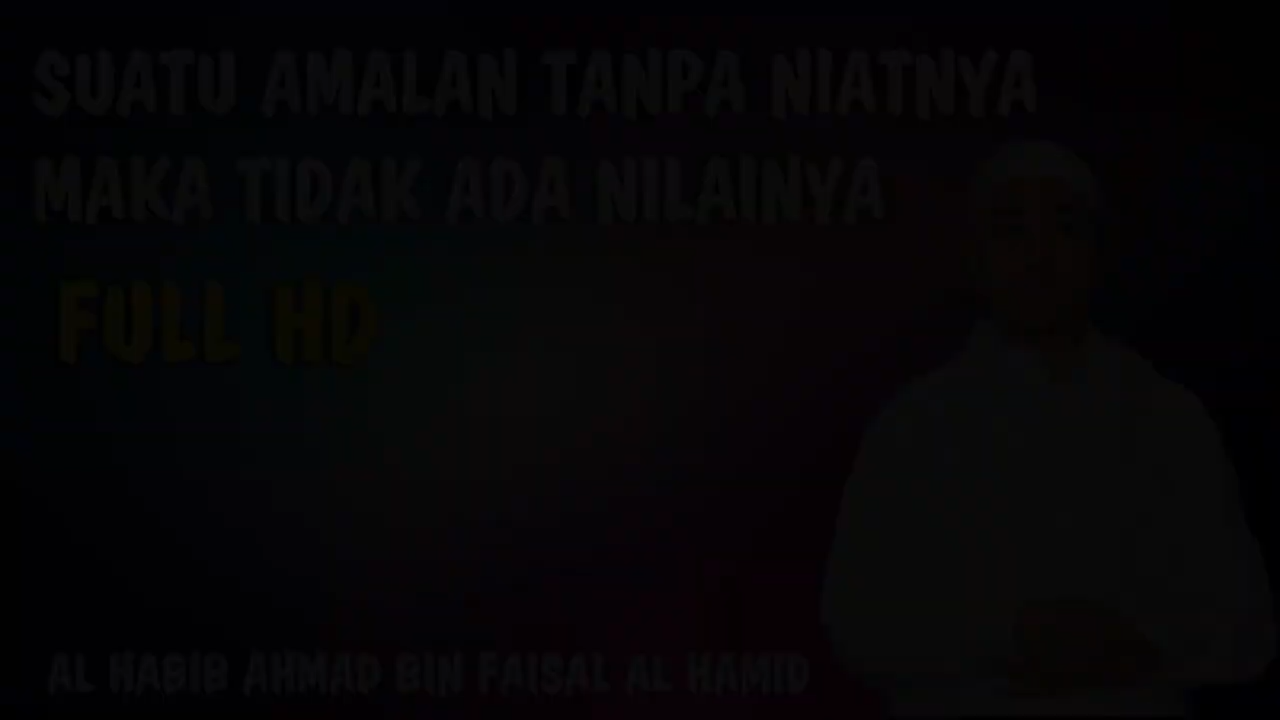 SUATU AMALAN TANPA NIATNYA
MAKA TIDAK ADA NILAINYA
FULL HD
AL HABIB AHMAD BIN FAISAL AL HAMID